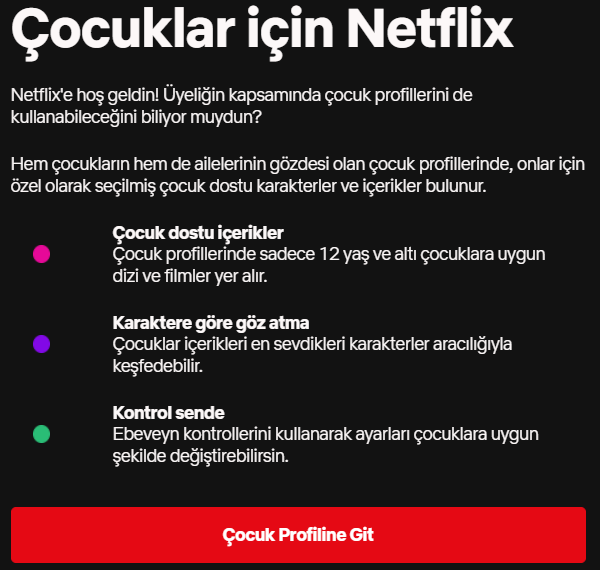 Çocuklar için Netflix
Netflix'e hoş geldin! Üyeliğin kapsamında çocuk profillerini de
kullanabileceğini biliyor muydun?
Hem çocukların hem de ailelerinin gözdesi olan çocuk profillerinde, onlar için
özel olarak seçilmiş çocuk dostu karakterler ve içerikler bulunur.
Çocuk dostu içerikler
Çocuk profillerinde sadece 12 yaş ve altı çocuklara uygun
dizi ve filmler yer alır.
Karaktere göre göz atma
Çocuklar içerikleri en sevdikleri karakterler aracılığıyla
keşfedebilir.
Kontrol sende
Ebeveyn kontrollerini kullanarak ayarları çocuklara uygun
şekilde değiştirebilirsin.
Çocuk Profiline Git